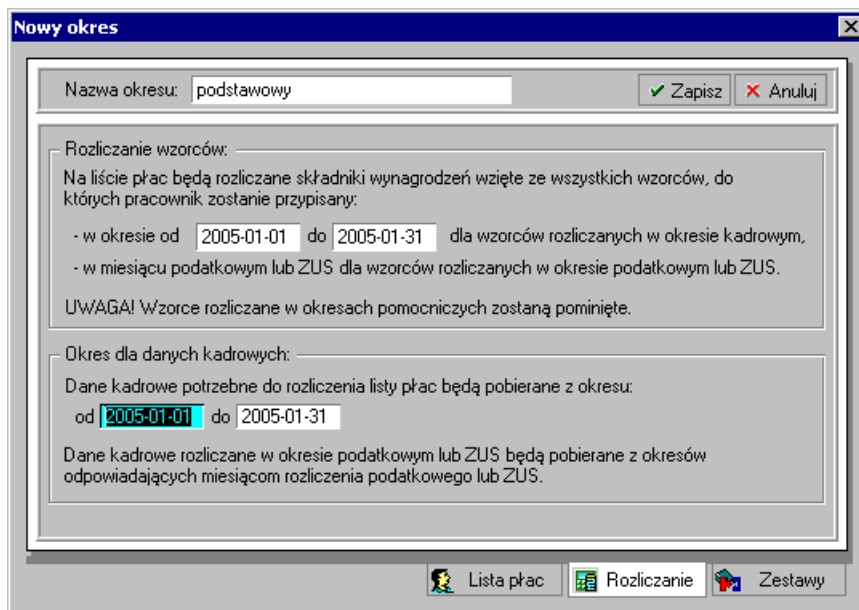 Nowy okres
Nazwa okresu: podstawowy Zapisz Anuluj
Rozliczanie wzorców:
Na liście płac będą rozliczane składniki wynagrodzeń wzięte ze wszystkich wzorców, do
których pracownik zostanie przypisany:
- w okresie od 2005-01-01 do 2005-01-31 dla wzorców rozliczanych w okresie kadrowym,
- w miesiącu podatkowym lub ZUS dla wzorców rozliczanych w okresie podatkowym lub ZUS.
UWAGA! Wzorce rozliczane w okresach pomocniczych zostaną pominięte.
Okres dla danych kadrowych:
Dane kadrowe potrzebne do rozliczenia listy płac będą pobierane z okresu:
od 2005-01-01 do 2005-01-31
Dane kadrowe rozliczane w okresie podatkowym lub ZUS będą pobierane z okresów
odpowiadających miesiącom rozliczenia podatkowego lub ZUS.
Lista płac Rozliczanie Zestawy